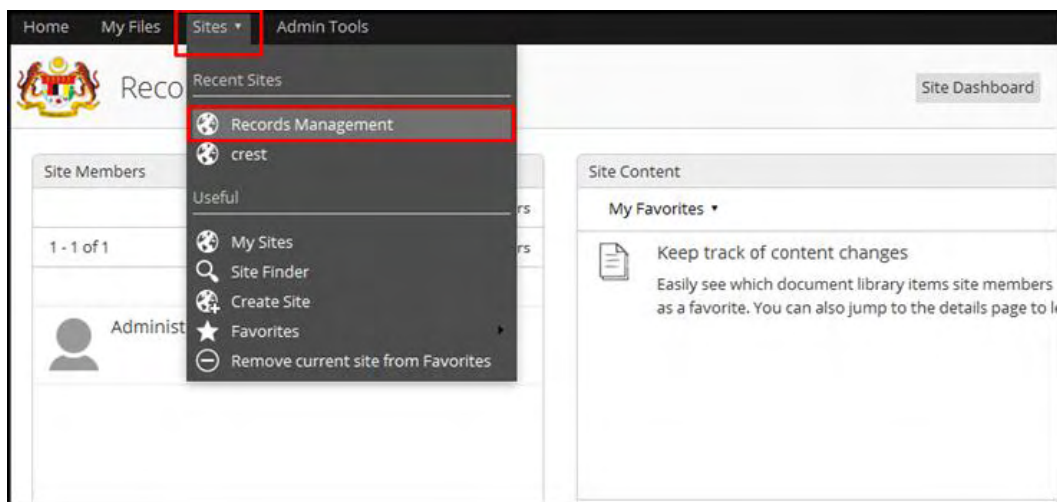 Home My Files Sites ▾ Admin Tools
Reco
Site Dashboard
Recent Sites
Records Management
crest
Useful
My Sites
Site Finder
Create Site
Favorites
Remove current site from Favorites
Site Members
rs
1 - 1 of 1
rs
Administ
Site Content
My Favorites ▾
Keep track of content changes
Easily see which document library items site members
as a favorite. You can also jump to the details page to le